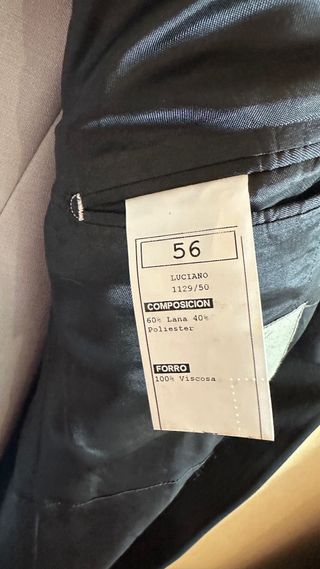 56
LUCIANO
1129/50
COMPOSICION
60% Lana 40%
Poliester
FORRO
100% Viscosa